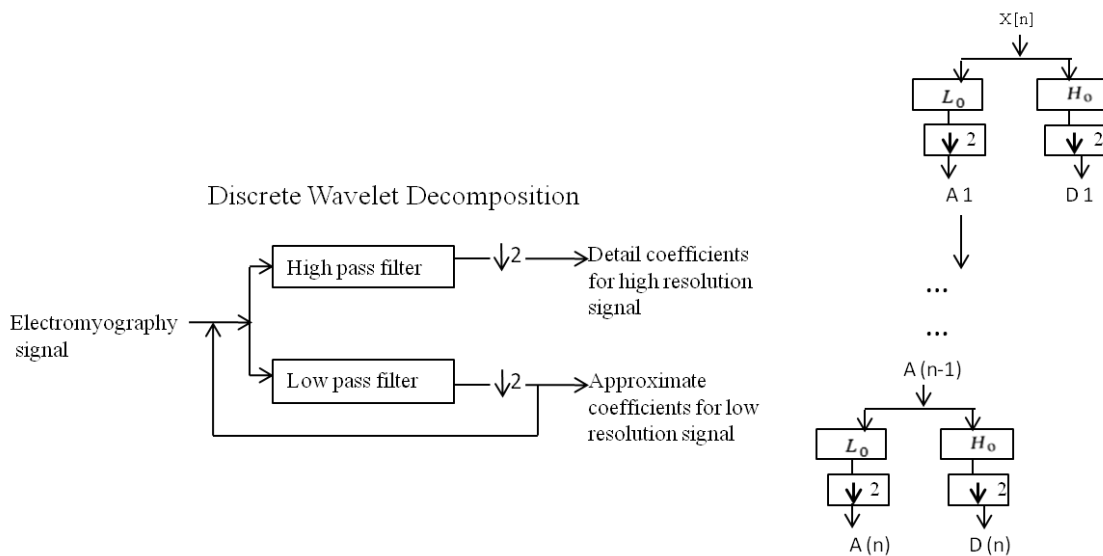 Discrete Wavelet Decomposition
Electromyography
signal
High pass filter
↓2
Detail coefficients
for high resolution
signal
Low pass filter
↓2
Approximate
coefficients for low
resolution signal
X[n]
L₀
H₀
↓ 2
↓ 2
A 1
D 1
...
...
A (n-1)
L₀
H₀
↓ 2
↓ 2
A (n)
D (n)